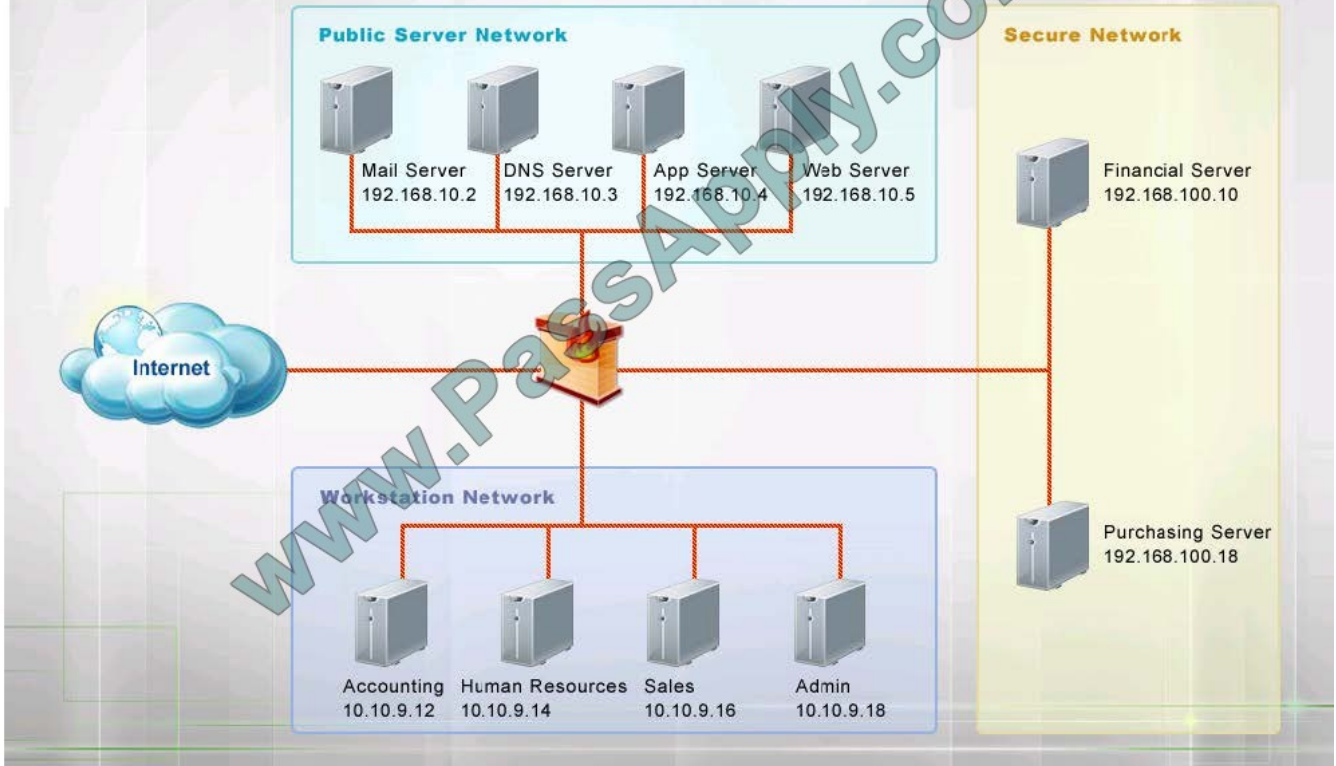 Public Server Network
Mail Server
192.168.10.2
DNS Server
192.168.10.3
App Server
192.168.10.4
Web Server
192.168.10.5
Secure Network
Financial Server
192.168.100.10
Internet
Purchasing Server
192.168.100.18
Workstation Network
Accounting
10.10.9.12
Human Resources
10.10.9.14
Sales
10.10.9.16
Admin
10.10.9.18
www.PassApply.com